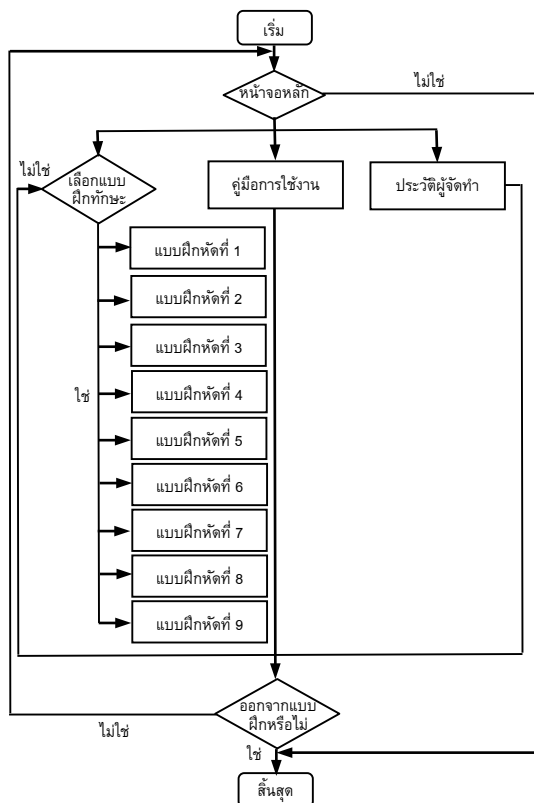 เริ่ม
หน้าจอหลัก
ไม่ใช่
ไม่ใช่
เลือกแบบ
ฝึกทักษะ
คู่มือการใช้งาน
ประวัติผู้จัดทำ
แบบฝึกหัดที่ 1
แบบฝึกหัดที่ 2
แบบฝึกหัดที่ 3
ใช่
แบบฝึกหัดที่ 4
แบบฝึกหัดที่ 5
แบบฝึกหัดที่ 6
แบบฝึกหัดที่ 7
แบบฝึกหัดที่ 8
แบบฝึกหัดที่ 9
ออกจากแบบ
ฝึกหรือไม่
ไม่ใช่
ใช่
สิ้นสุด